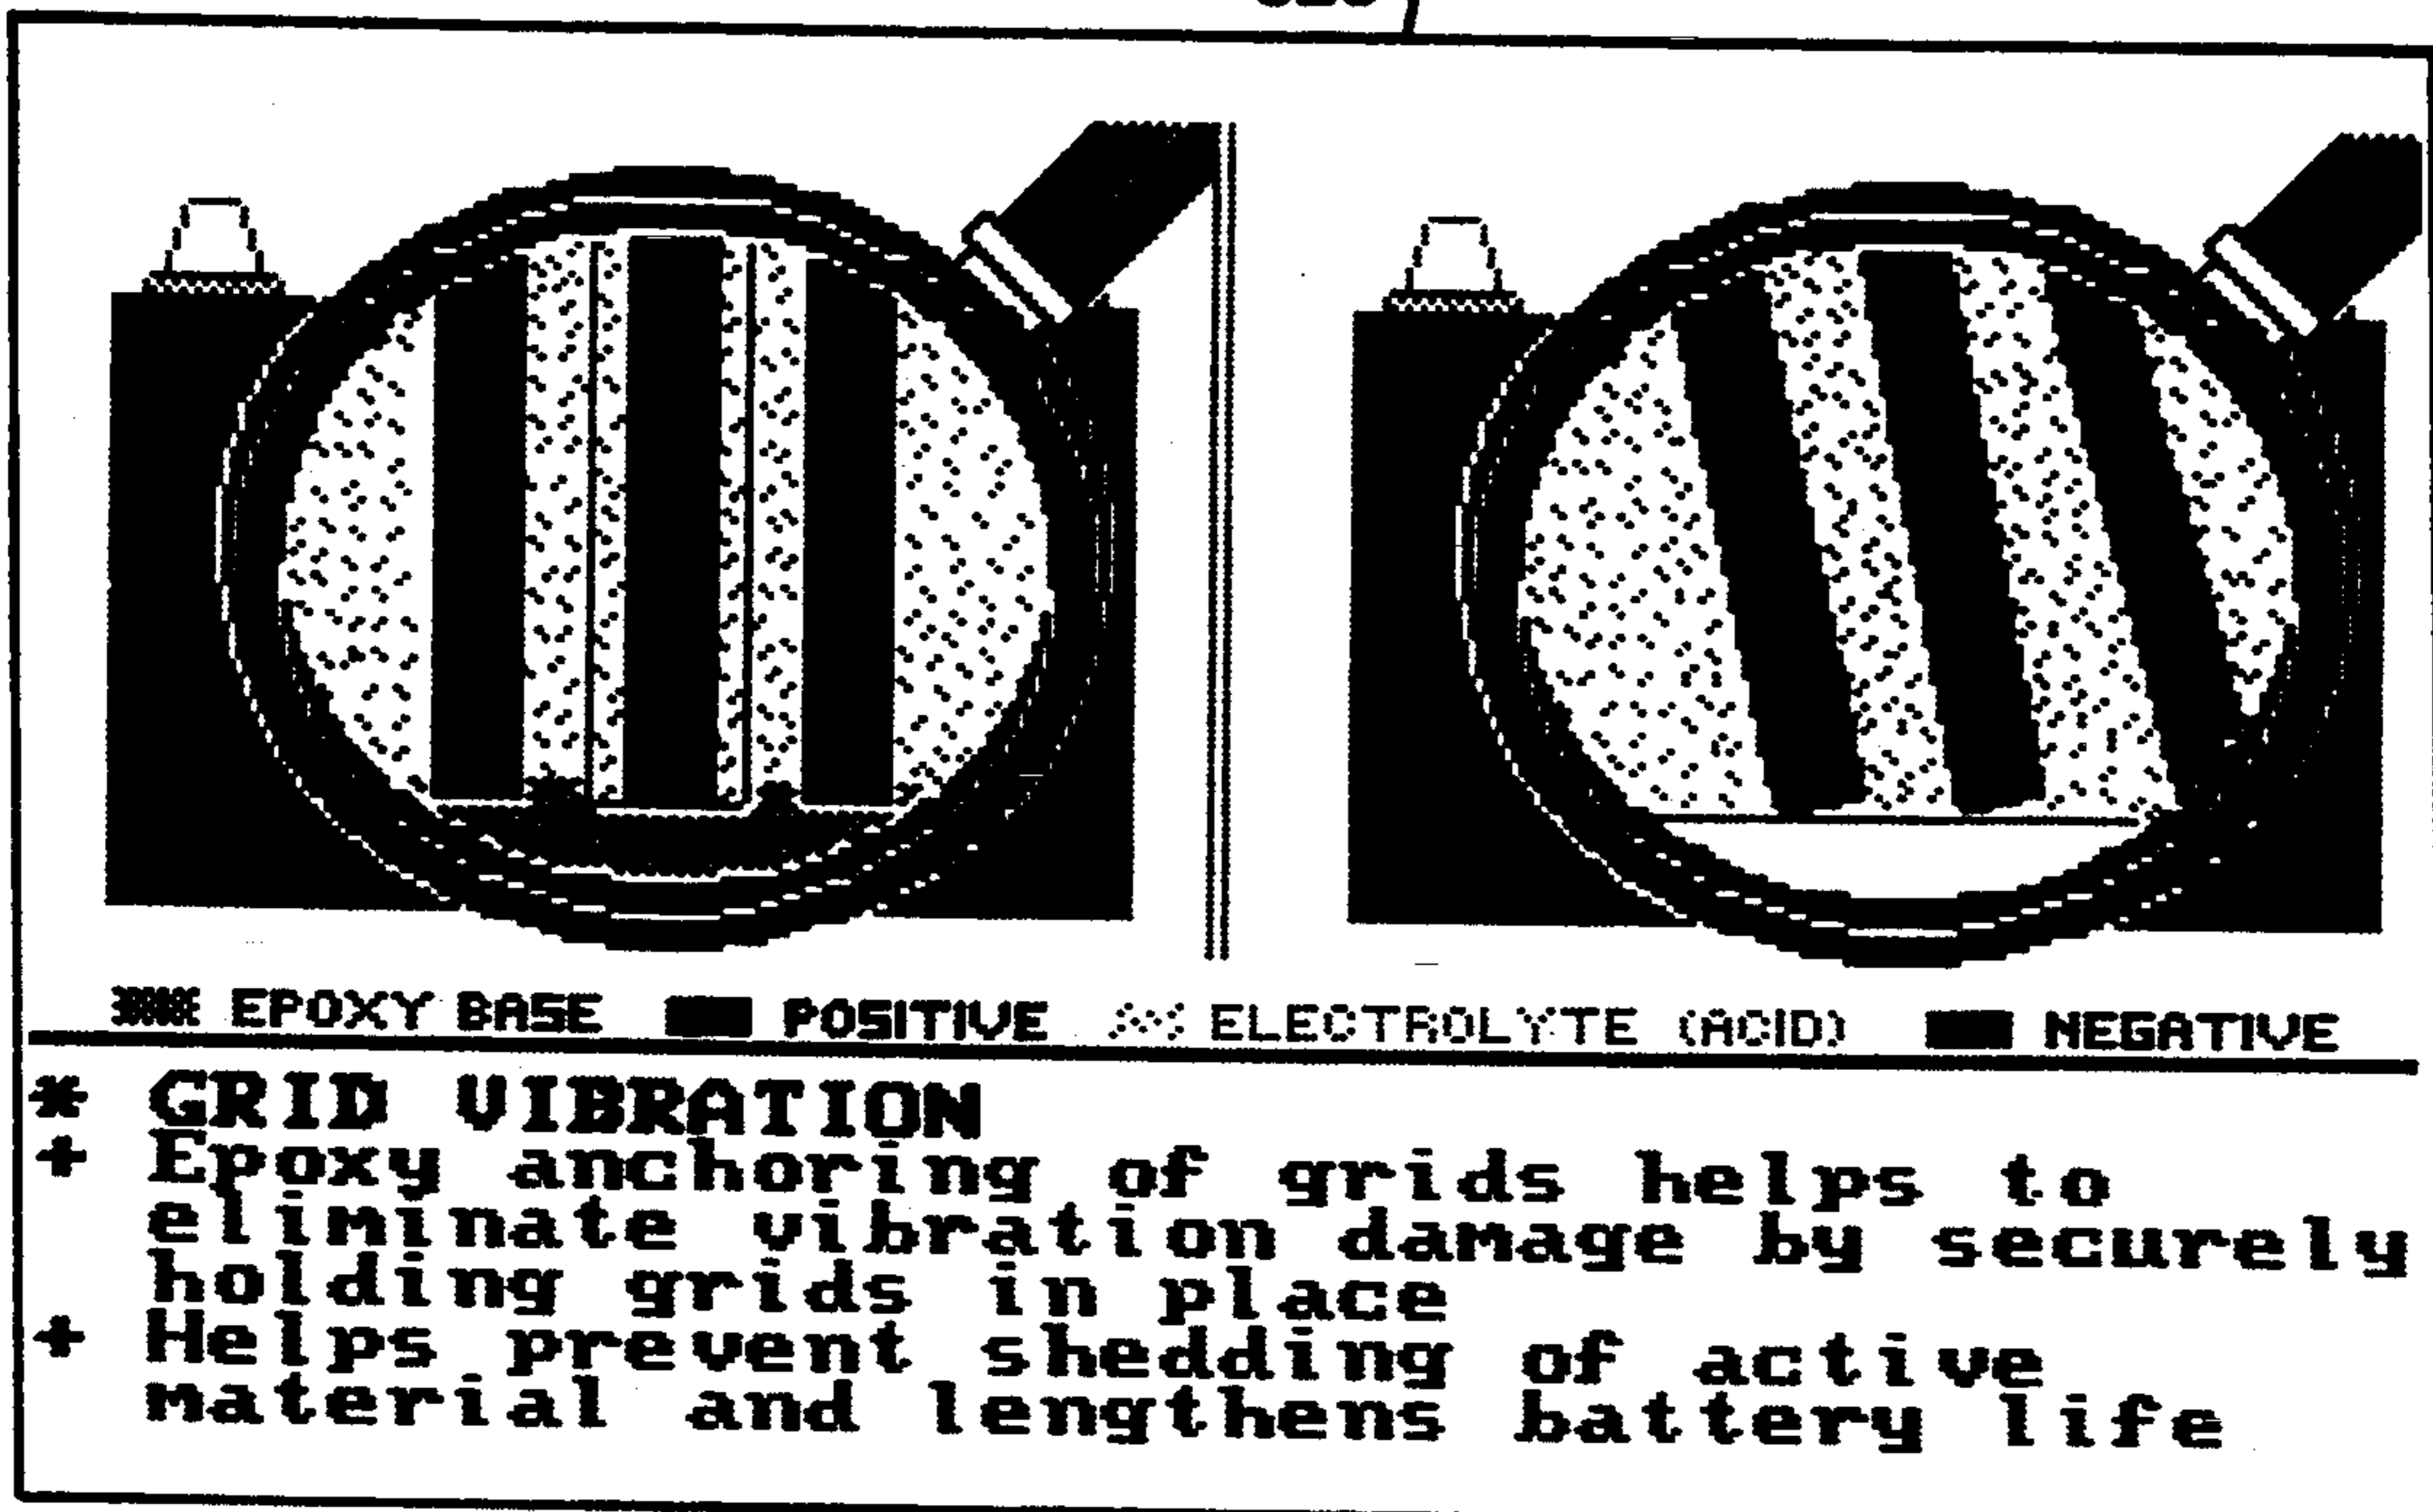 EPOXY BASE POSITIVE ELECTROLYTE (ACID) NEGATIVE
* GRID VIBRATION
+ Epoxy anchoring of grids helps to
eliminate vibration damage by securely
holding grids in place
+ Helps prevent shedding of active
material and lengthens battery life